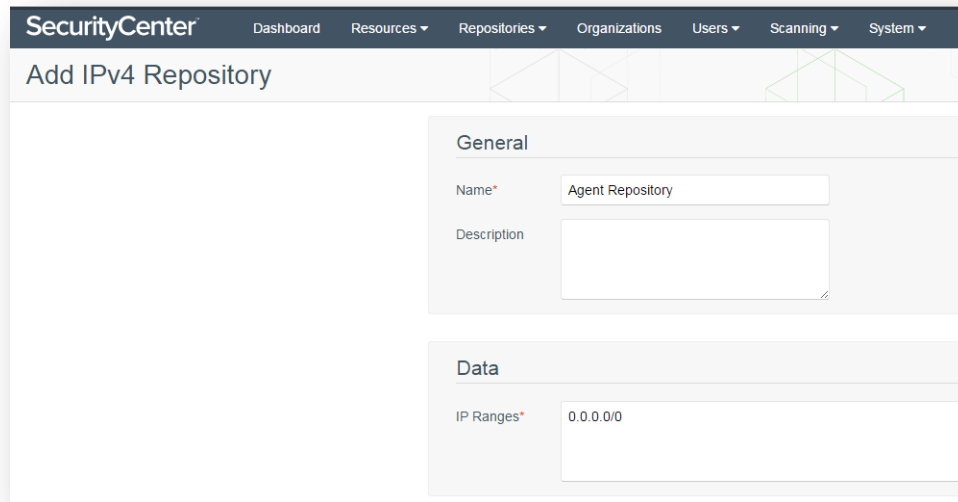 SecurityCenter
Dashboard Resources Repositories Organizations Users Scanning System
Add IPv4 Repository
General
Name* Agent Repository
Description
Data
IP Ranges* 0.0.0.0/0